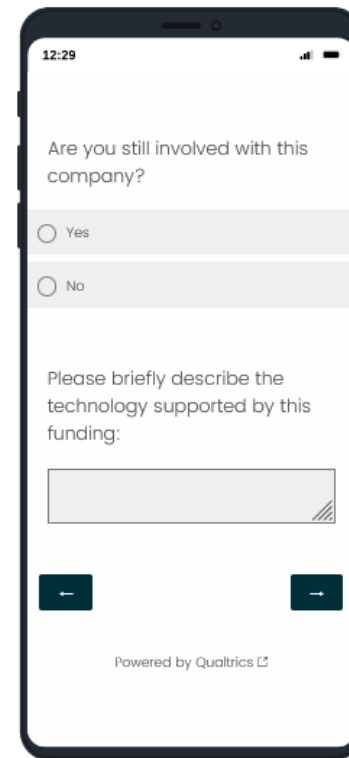 12:29
Are you still involved with this
company?
Yes
No
Please briefly describe the
technology supported by this
funding:
←
→
Powered by Qualtrics